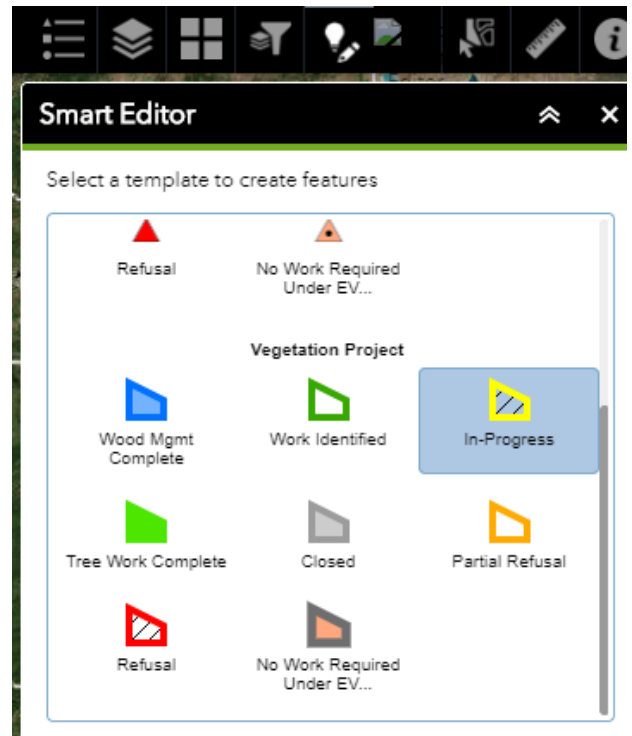 Smart Editor
Select a template to create features
Refusal
No Work Required
Under EV...
Vegetation Project
Wood Mgmt
Complete
Work Identified
In-Progress
Tree Work Complete
Closed
Partial Refusal
Refusal
No Work Required
Under EV...